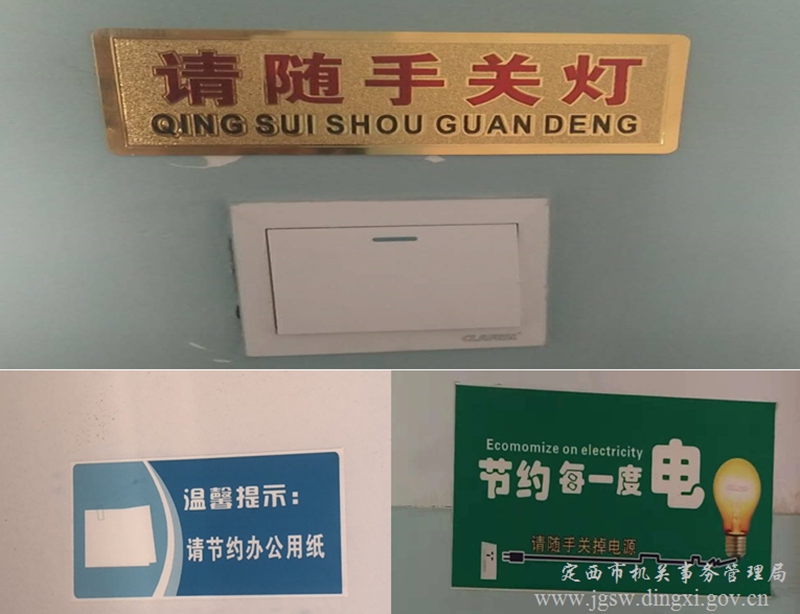 请随手关灯
QING SUI SHOU GUAN DENG
温馨提示：
请节约办公用纸
Ecomomize on electricity
节约每一度电
请随手关掉电源
定西市机关事务管理局
www.jgsw.dingxi.gov.cn